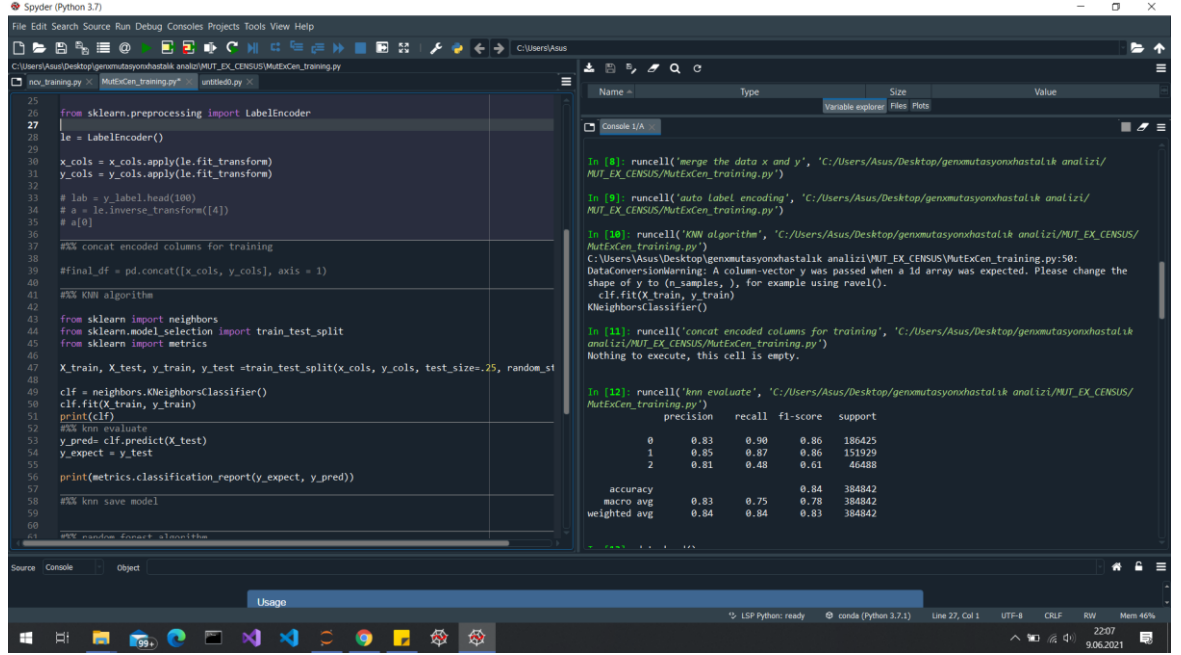 Spyder (Python 3.7)
File Edit Search Source Run Debug Consoles Projects Tools View Help
C:\Users\Asus
C:\Users\Asus\Desktop\genxmutasyonxhastalık analizi\MUT_EX_CENSUS\MutExCen_training.py
ncv_training.py
MutExCen_training.py*
untitled0.py
25
26 from sklearn.preprocessing import LabelEncoder
27
28 le = LabelEncoder()
29
30 x_cols = x_cols.apply(le.fit_transform)
31 y_cols = y_cols.apply(le.fit_transform)
32
33 # lab = y_label.head(100)
34 # a = le.inverse_transform([4])
35 # a[0]
36
37 #%% concat encoded columns for training
38
39 #final_df = pd.concat([x_cols, y_cols], axis = 1)
40
41 #%% KNN algorithm
42
43 from sklearn import neighbors
44 from sklearn.model_selection import train_test_split
45 from sklearn import metrics
46
47 X_train, X_test, y_train, y_test =train_test_split(x_cols, y_cols, test_size=.25, random_st
48
49 clf = neighbors.KNeighborsClassifier()
50 clf.fit(X_train, y_train)
51 print(clf)
52 #%% knn evaluate
53 y_pred= clf.predict(X_test)
54 y_expect = y_test
55
56 print(metrics.classification_report(y_expect, y_pred))
57
58 #%% knn save model
59
60
61 #%% random forest algorithm
Name Type Size Value
Variable explorer Files Plots
Console 1/A
In [8]: runcell('merge the data x and y', 'C:/Users/Asus/Desktop/genxmutasyonxhastalık analizi/
MUT_EX_CENSUS/MutExCen_training.py')
In [9]: runcell('auto label encoding', 'C:/Users/Asus/Desktop/genxmutasyonxhastalık analizi/
MUT_EX_CENSUS/MutExCen_training.py')
In [10]: runcell('KNN algorithm', 'C:/Users/Asus/Desktop/genxmutasyonxhastalık analizi/MUT_EX_CENSUS/
MutExCen_training.py')
C:\Users\Asus\Desktop\genxmutasyonxhastalık analizi\MUT_EX_CENSUS\MutExCen_training.py:50:
DataConversionWarning: A column-vector y was passed when a 1d array was expected. Please change the
shape of y to (n_samples, ), for example using ravel().
clf.fit(X_train, y_train)
KNeighborsClassifier()
In [11]: runcell('concat encoded columns for training', 'C:/Users/Asus/Desktop/genxmutasyonxhastalık
analizi/MUT_EX_CENSUS/MutExCen_training.py')
Nothing to execute, this cell is empty.
In [12]: runcell('knn evaluate', 'C:/Users/Asus/Desktop/genxmutasyonxhastalık analizi/MUT_EX_CENSUS/
MutExCen_training.py')
precision recall f1-score support
0 0.83 0.90 0.86 186425
1 0.85 0.87 0.86 151929
2 0.81 0.48 0.61 46488
accuracy 0.84 384842
macro avg 0.83 0.75 0.78 384842
weighted avg 0.84 0.84 0.83 384842
Source Console Object
Usage
LSP Python: ready conda (Python 3.7.1) Line 27, Col 1 UTF-8 CRLF RW Mem 46%
99+
22:07
9.06.2021